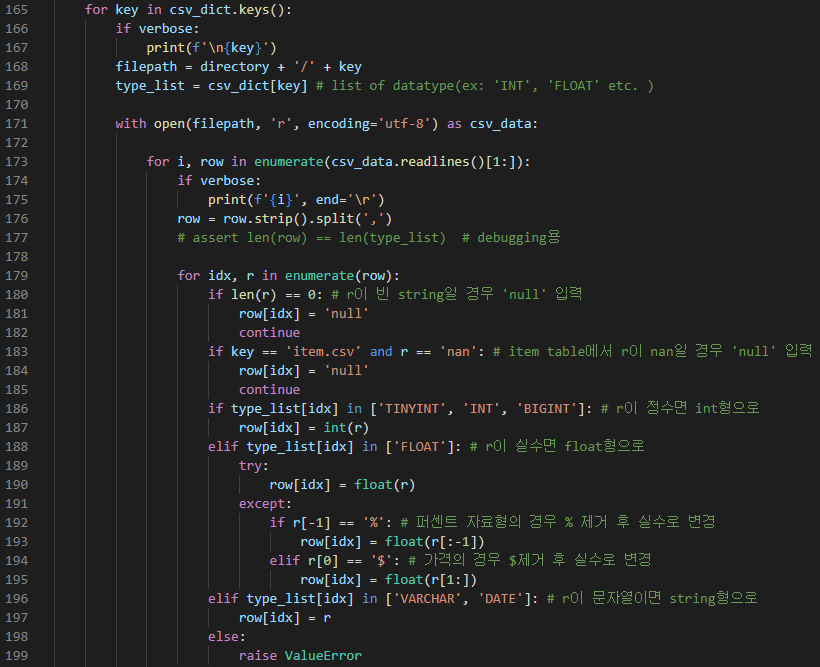 165 for key in csv_dict.keys():
166 if verbose:
167 print(f'\n{key}')
168 filepath = directory + '/' + key
169 type_list = csv_dict[key] # list of datatype(ex: 'INT', 'FLOAT' etc. )
170
171 with open(filepath, 'r', encoding='utf-8') as csv_data:
172
173 for i, row in enumerate(csv_data.readlines()[1:]):
174 if verbose:
175 print(f'{i}', end='\r')
176 row = row.strip().split(',')
177 # assert len(row) == len(type_list)  # debugging용
178
179 for idx, r in enumerate(row):
180 if len(r) == 0: # r이 빈 string일 경우 'null' 입력
181 row[idx] = 'null'
182 continue
183 if key == 'item.csv' and r == 'nan': # item table에서 r이 nan일 경우 'null' 입력
184 row[idx] = 'null'
185 continue
186 if type_list[idx] in ['TINYINT', 'INT', 'BIGINT']: # r이 정수면 int형으로
187 row[idx] = int(r)
188 elif type_list[idx] in ['FLOAT']: # r이 실수면 float형으로
189 try:
190 row[idx] = float(r)
191 except:
192 if r[-1] == '%': # 퍼센트 자료형의 경우 % 제거 후 실수로 변경
193 row[idx] = float(r[:-1])
194 elif r[0] == '$': # 가격의 경우 $제거 후 실수로 변경
195 row[idx] = float(r[1:])
196 elif type_list[idx] in ['VARCHAR', 'DATE']: # r이 문자열이면 string형으로
197 row[idx] = r
198 else:
199 raise ValueError